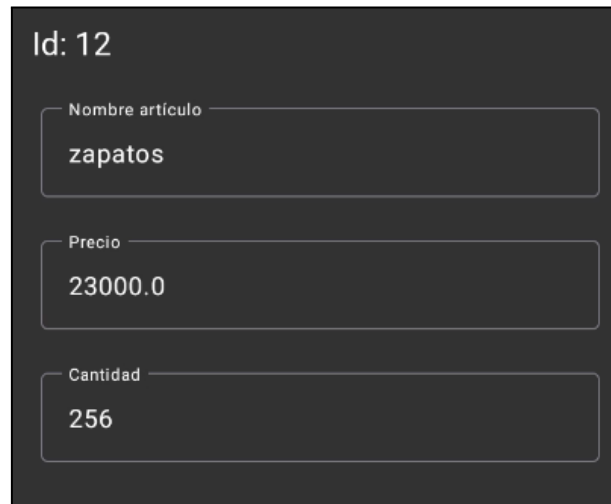 Id: 12
Nombre artículo
zapatos
Precio
23000.0
Cantidad
256